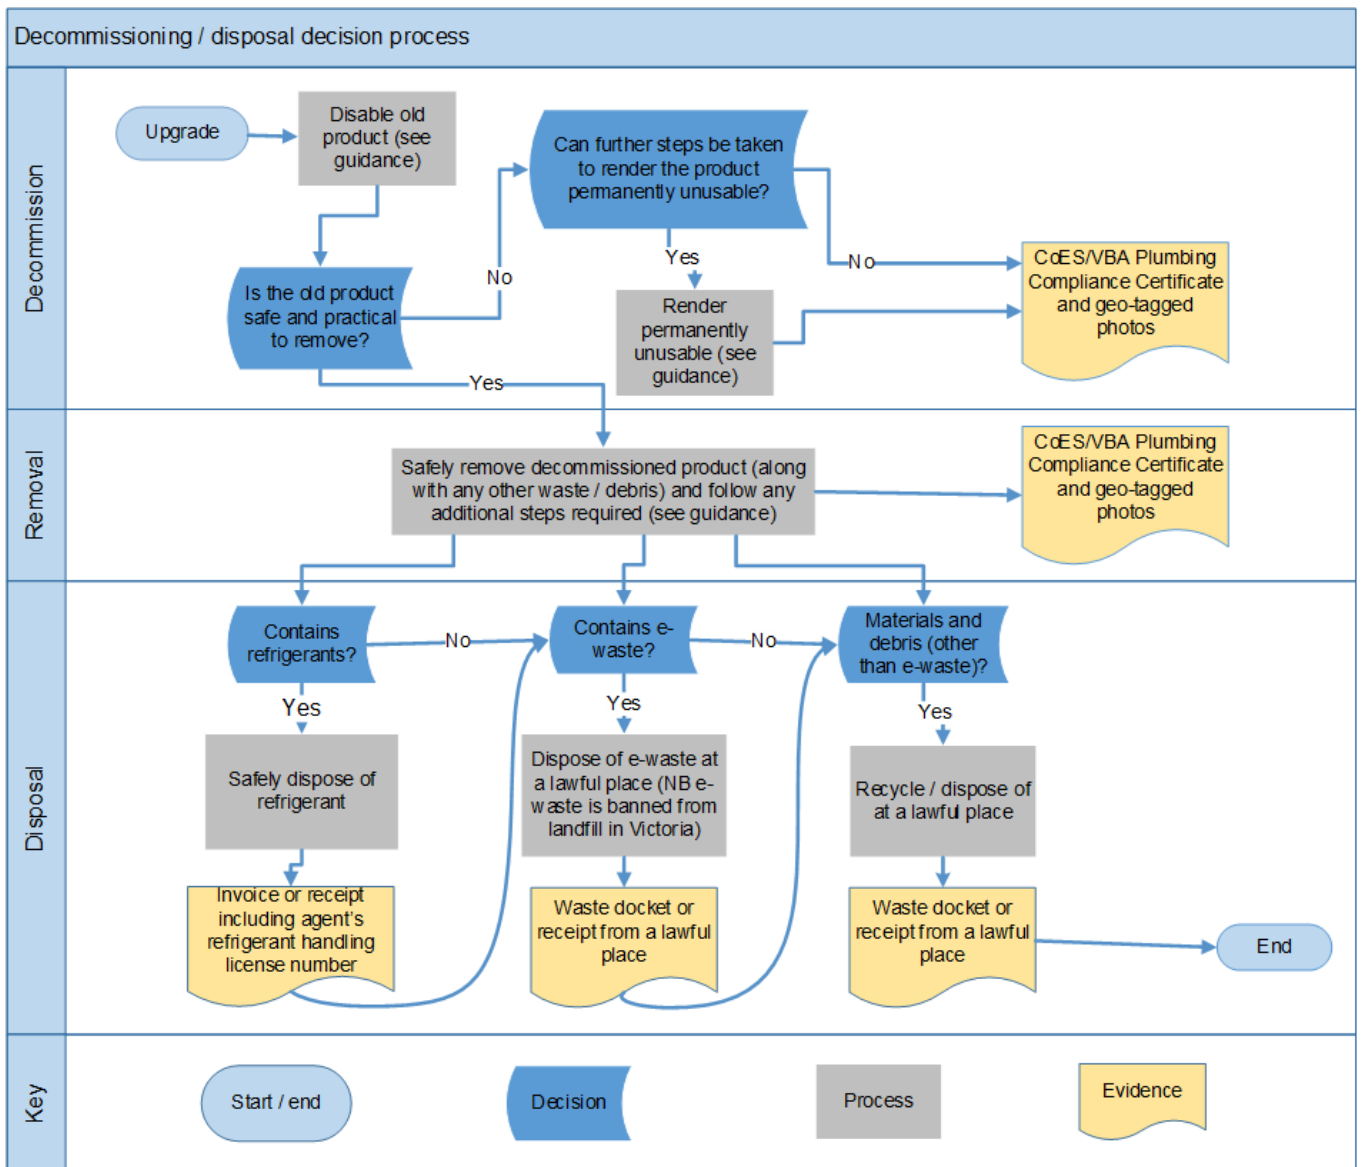 Decommissioning / disposal decision process
Decommission
Upgrade
Disable old
product (see
guidance)
Can further steps be taken
to render the product
permanently unusable?
Is the old product
safe and practical
to remove?
No
Yes
No
Render
permanently
unusable (see
guidance)
CoES/VBA Plumbing
Compliance Certificate
and geo-tagged
photos
Yes
Removal
Safely remove decommissioned product (along
with any other waste / debris) and follow any
additional steps required (see guidance)
CoES/VBA Plumbing
Compliance Certificate
and geo-tagged
photos
Disposal
Contains
refrigerants?
No
Contains e-
waste?
No
Materials and
debris (other
than e-waste)?
Yes
Yes
Yes
Safely dispose of
refrigerant
Dispose of e-waste at
a lawful place (NB e-
waste is banned from
landfill in Victoria)
Recycle / dispose of
at a lawful place
Invoice or receipt
including agent's
refrigerant handling
license number
Waste docket or
receipt from a lawful
place
Waste docket or
receipt from a lawful
place
End
Key
Start / end
Decision
Process
Evidence